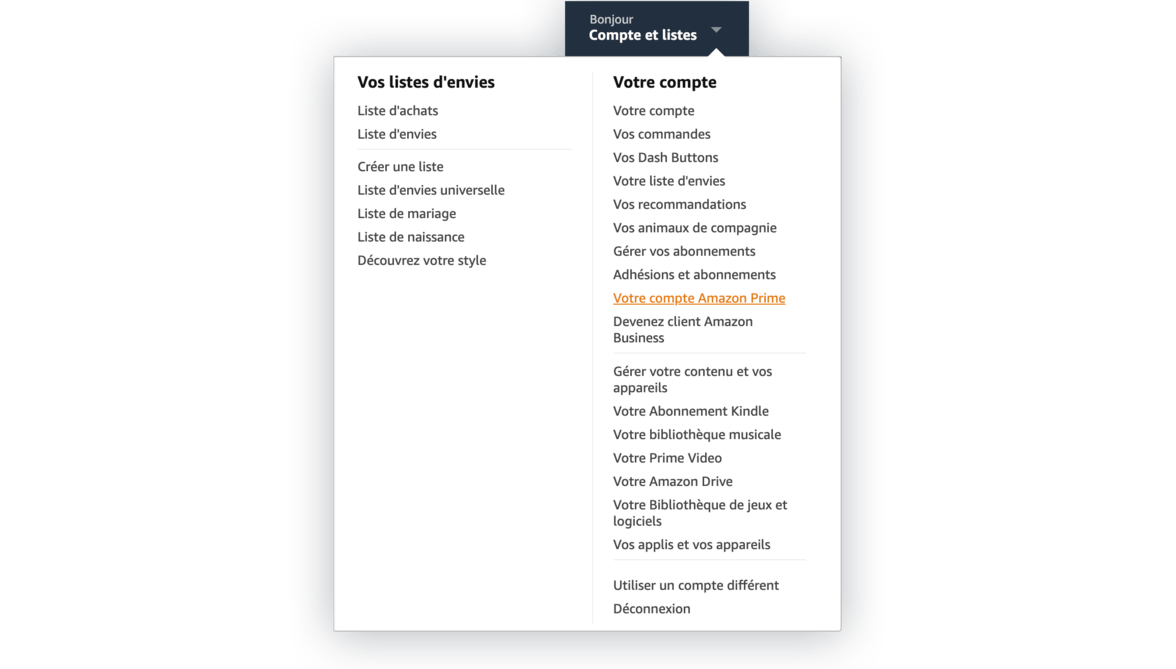 Bonjour
Compte et listes
Vos listes d'envies
Liste d'achats
Liste d'envies
Créer une liste
Liste d'envies universelle
Liste de mariage
Liste de naissance
Découvrez votre style
Votre compte
Votre compte
Vos commandes
Vos Dash Buttons
Votre liste d'envies
Vos recommandations
Vos animaux de compagnie
Gérer vos abonnements
Adhésions et abonnements
Votre compte Amazon Prime
Devenez client Amazon
Business
Gérer votre contenu et vos
appareils
Votre Abonnement Kindle
Votre bibliothèque musicale
Votre Prime Video
Votre Amazon Drive
Votre Bibliothèque de jeux et
logiciels
Vos applis et vos appareils
Utiliser un compte différent
Déconnexion